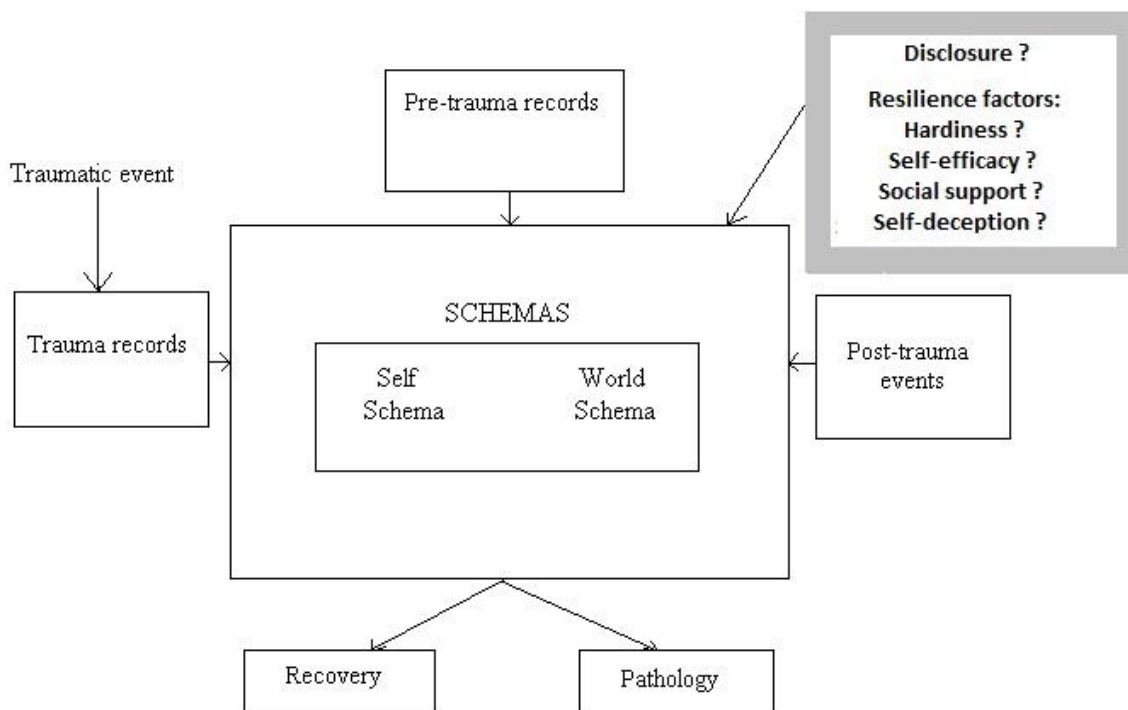 Disclosure ?
Resilience factors:
Hardiness ?
Self-efficacy ?
Social support ?
Self-deception ?
Pre-trauma records
Traumatic event
Trauma records
SCHEMAS
Self
Schema
World
Schema
Post-trauma
events
Recovery
Pathology